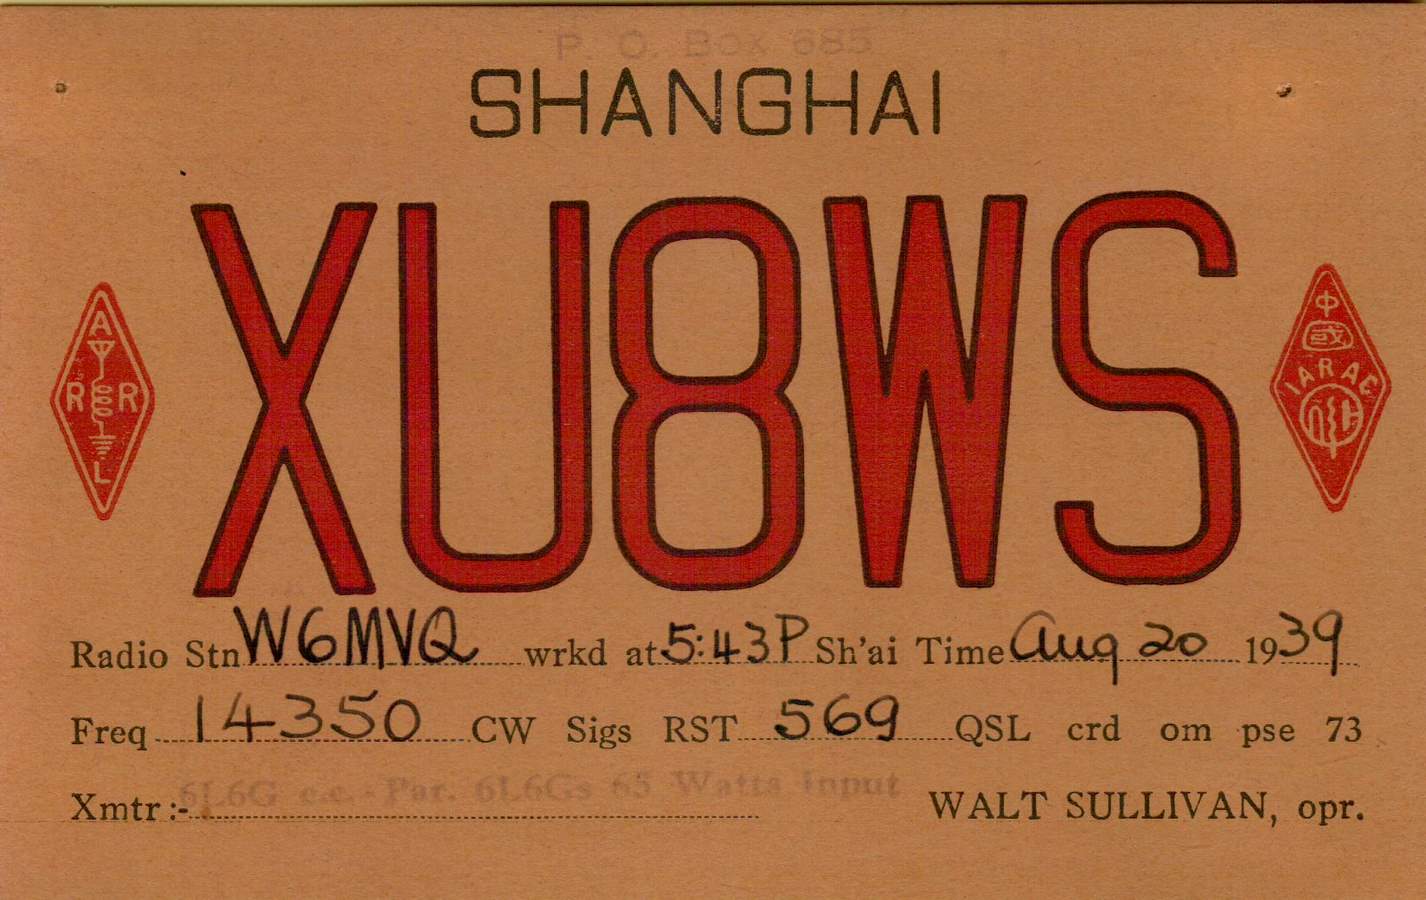 P. O. Box 685
SHANGHAI
XU8WS
A
R R
L
中
國
IARAC
Radio Stn W6MVQ wrkd at 5:43P Sh'ai Time Aug 20 1939
Freq 14350 CW Sigs RST 569 QSL crd om pse 73
6L6G c.c. - Par. 6L6Gs 65 Watts input
Xmtr :- WALT SULLIVAN, opr.